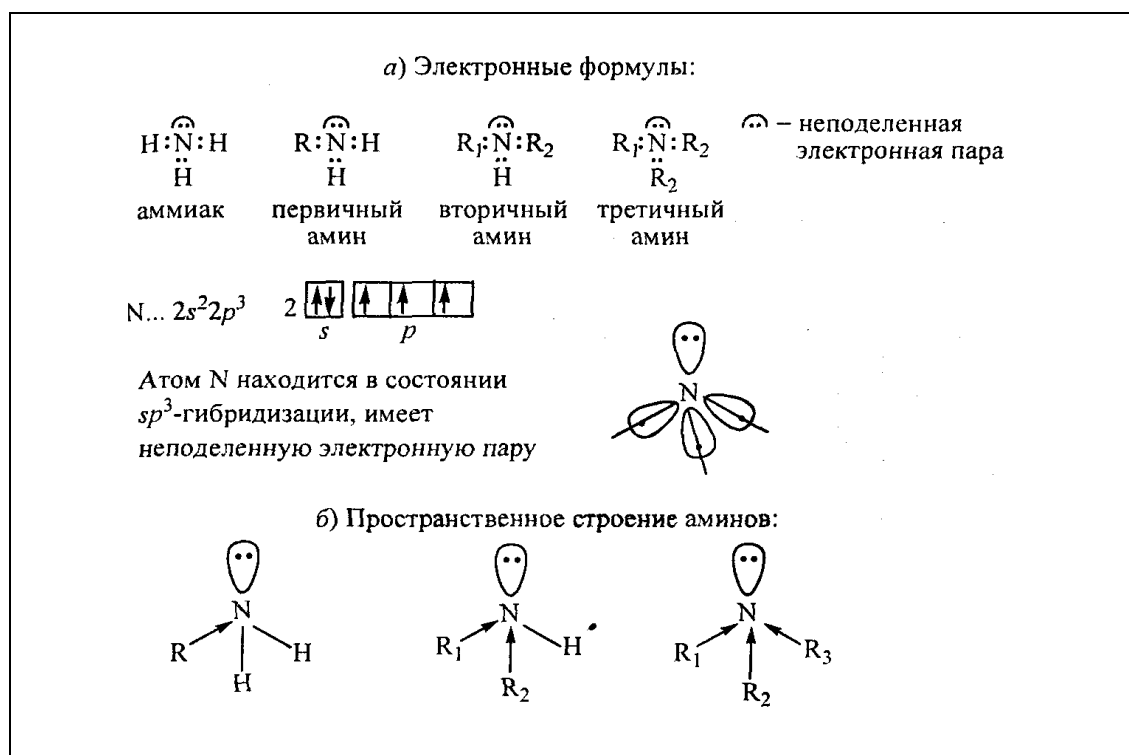 а) Электронные формулы:
H:N:H R:N:H R₁:N:R₂ R₁:N:R₂ – неподеленная
H H H R₂ электронная пара
аммиак первичный вторичный третичный
амин амин амин
N... 2s²2p³ 2
s p
N
Атом N находится в состоянии
sp³-гибридизации, имеет
неподеленную электронную пару
б) Пространственное строение аминов:
N N N
R H R₁ H R₁ R₃
H R₂ R₂